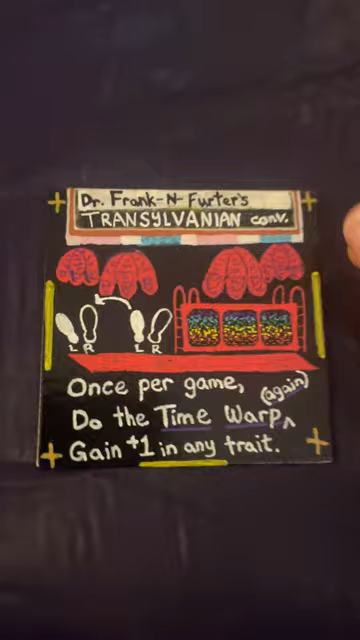 Dr. Frank-N-Furter's
TRANSYLVANIAN conv.
L R L R
Once per game,
Do the Time Warp ^ (again)
Gain +1 in any trait.